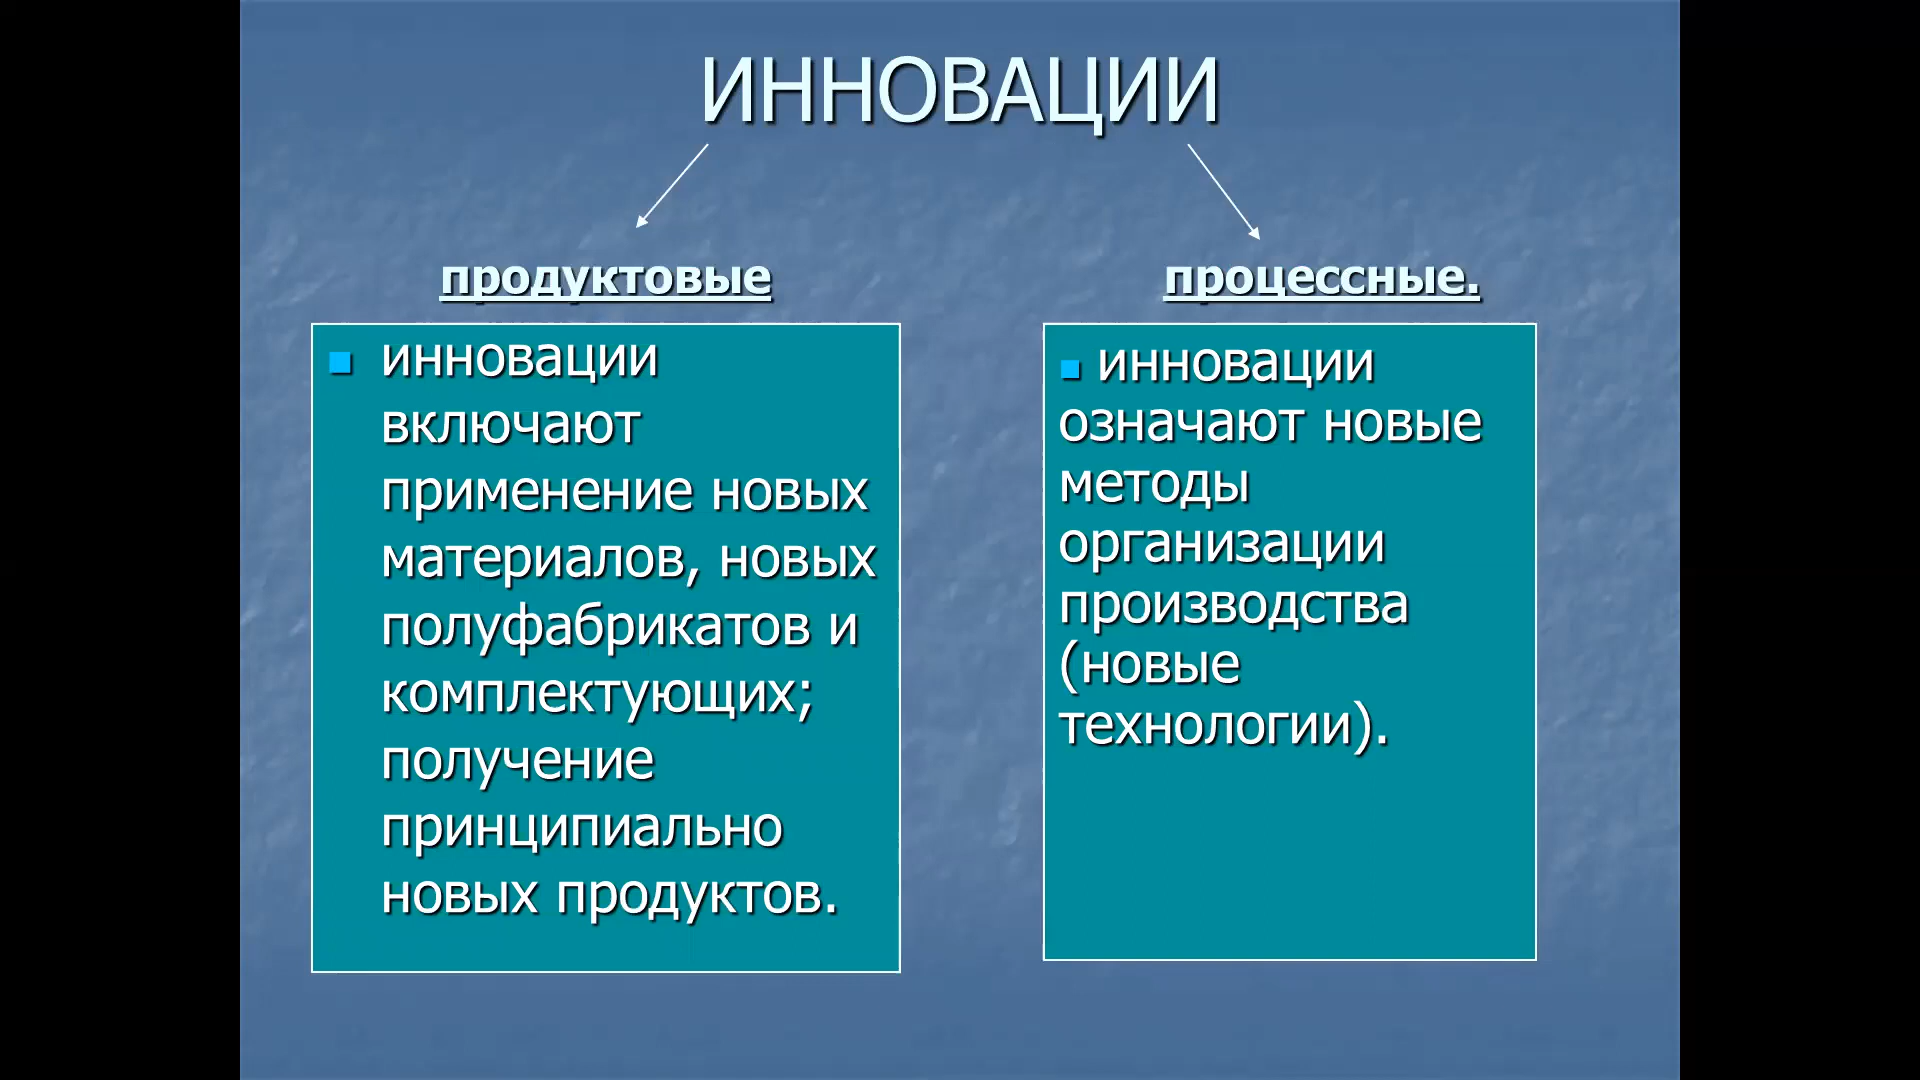 ИННОВАЦИИ
продуктовые
инновации
включают
применение новых
материалов, новых
полуфабрикатов и
комплектующих;
получение
принципиально
новых продуктов.
процессные.
инновации
означают новые
методы
организации
производства
(новые
технологии).